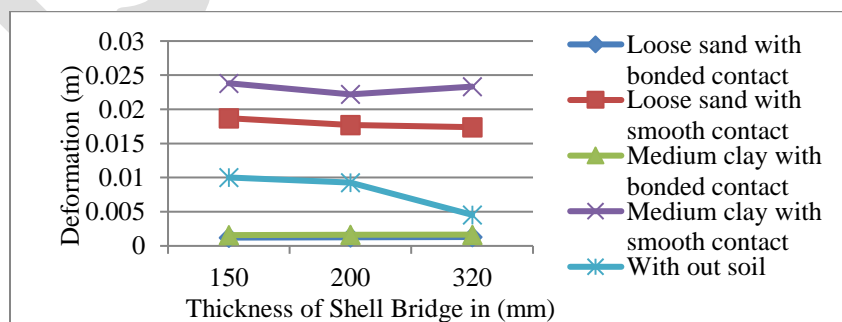 0.03
0.025
0.02
0.015
0.01
0.005
0
Deformation (m)
150 200 320
Thickness of Shell Bridge in (mm)
Loose sand with
bonded contact
Loose sand with
smooth contact
Medium clay with
bonded contact
Medium clay with
smooth contact
With out soil